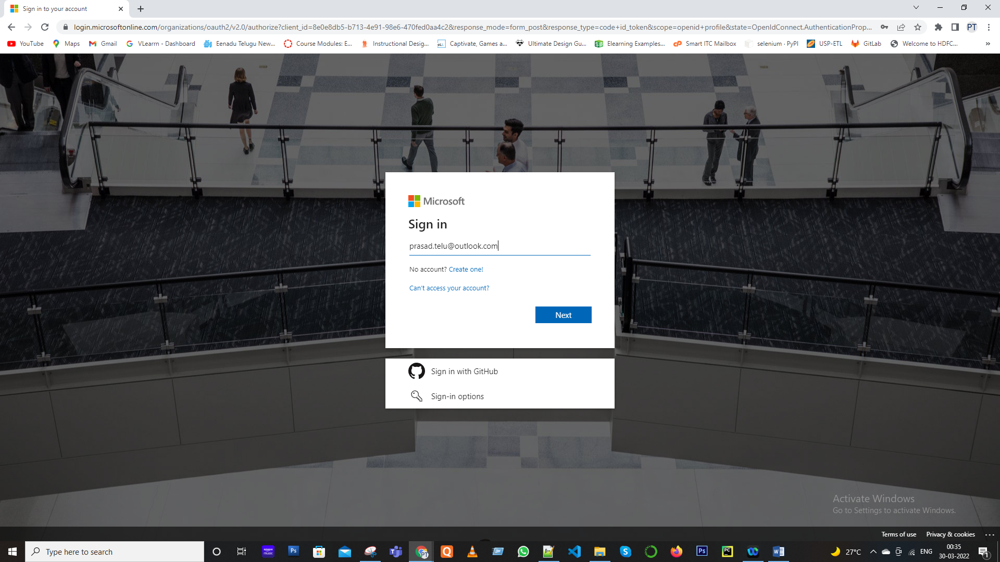 Sign in to your account
login.microsoftonline.com/organizations/oauth2/v2.0/authorize?client_id=8e0e8db5-b713-4e91-98e6-470fed0aa4c2&response_mode=form_post&response_type=code+id_token&scope=openid+profile&state=OpenIdConnect.AuthenticationProp...
PT
YouTube Maps Gmail VLearrn - Dashboard Eenadu Telugu New... Course Modules: E... Instructional Desig... Captivate, Games a... Ultimate Design Gu... Elearning Examples... Smart ITC Mailbox selenium · PyPI USP-ETL GitLab Welcome to HDFC... »
Microsoft
Sign in
prasad.telu@outlook.com
No account? Create one!
Can't access your account?
Next
Sign in with GitHub
Sign-in options
Activate Windows
Go to Settings to activate Windows.
Terms of use Privacy & cookies ...
Type here to search
27°C ENG
00:35
30-03-2022
1